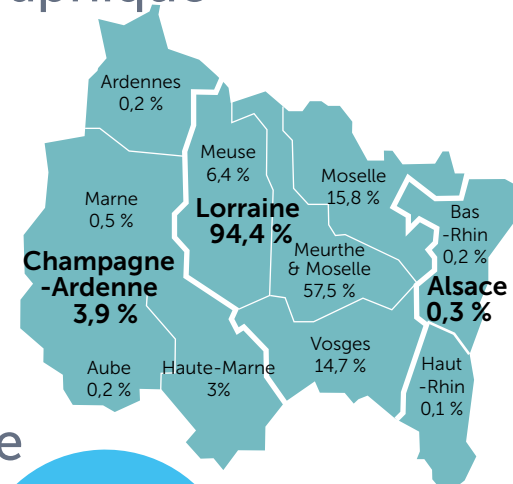 Ardennes
0,2 %
Meuse
6,4 %
Moselle
15,8 %
Marne
0,5 %
Lorraine
94,4 %
Bas
-Rhin
0,2 %
Meurthe
& Moselle
57,5 %
Champagne
-Ardenne
3,9 %
Alsace
0,3 %
Vosges
14,7 %
Aube
0,2 %
Haute-Marne
3%
Haut
-Rhin
0,1 %